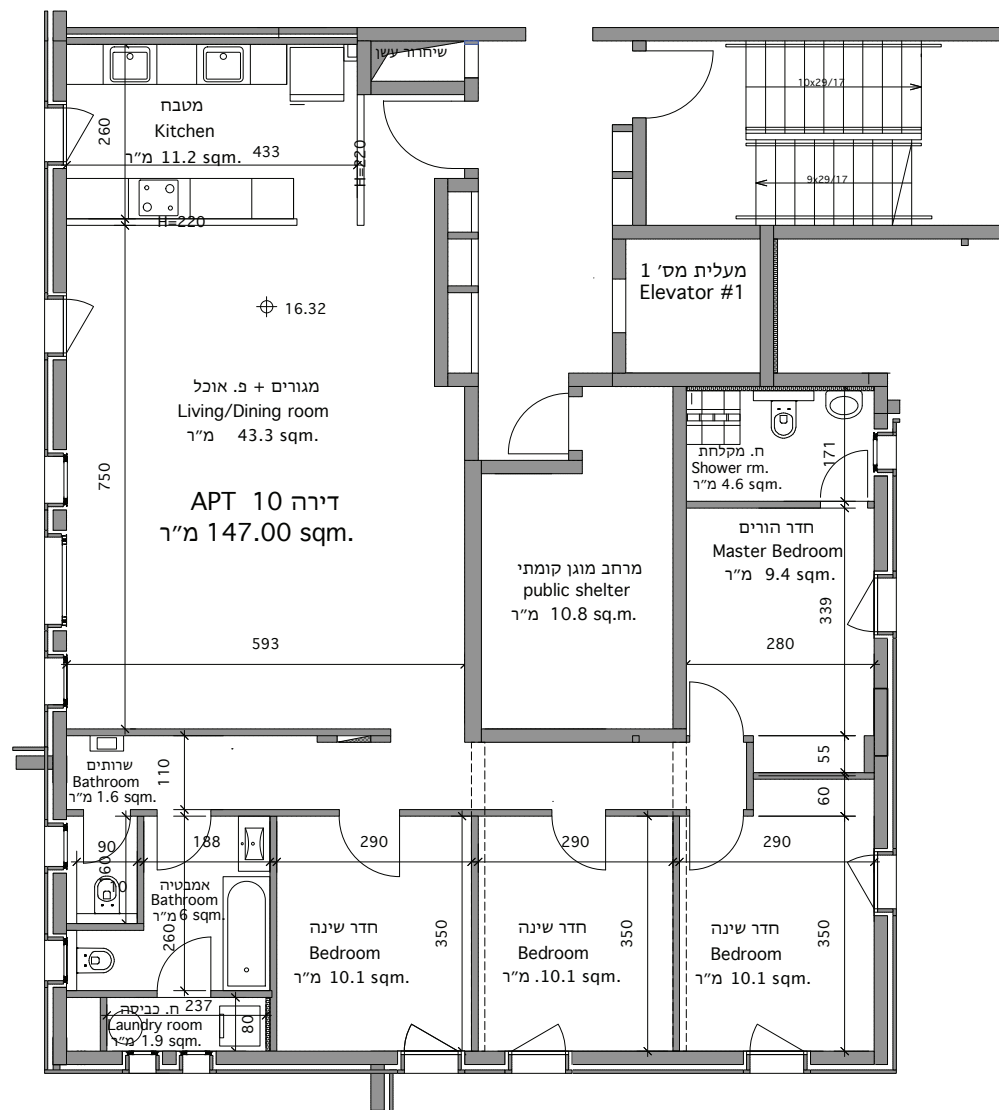 שיחרור עשן
10x29/17
מטבח
Kitchen
11.2 sqm. מ״ר
260
433
H=220
H=220
9x29/17
מעלית מס׳ 1
Elevator #1
16.32
מגורים + פ. אוכל
Living/Dining room
43.3 sqm. מ״ר
750
דירה 10 APT
147.00 sqm. מ״ר
593
ח. מקלחת
Shower rm.
4.6 sqm. מ״ר
171
מרחב מוגן קומתי
public shelter
10.8 sq.m. מ״ר
חדר הורים
Master Bedroom
9.4 sqm. מ״ר
339
280
55
60
שרותים
Bathroom
1.6 sqm. מ״ר
110
90
188
290
290
290
160
10
אמבטיה
Bathroom
6 sqm. מ״ר
260
חדר שינה
Bedroom
10.1 sqm. מ״ר
350
חדר שינה
Bedroom
10.1 sqm. מ״ר
350
חדר שינה
Bedroom
10.1 sqm. מ״ר
350
ח. כביסה
237
Laundry room
1.9 sqm. מ״ר
80